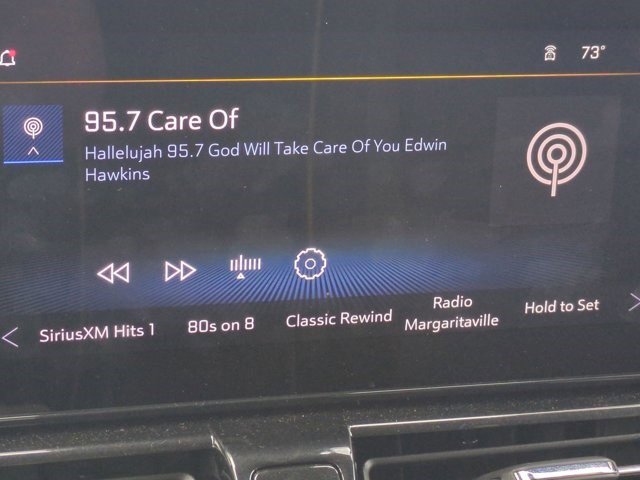 73°
95.7 Care Of
Hallelujah 95.7 God Will Take Care Of You Edwin
Hawkins
SiriusXM Hits 1
80s on 8
Classic Rewind
Radio
Margaritaville
Hold to Set